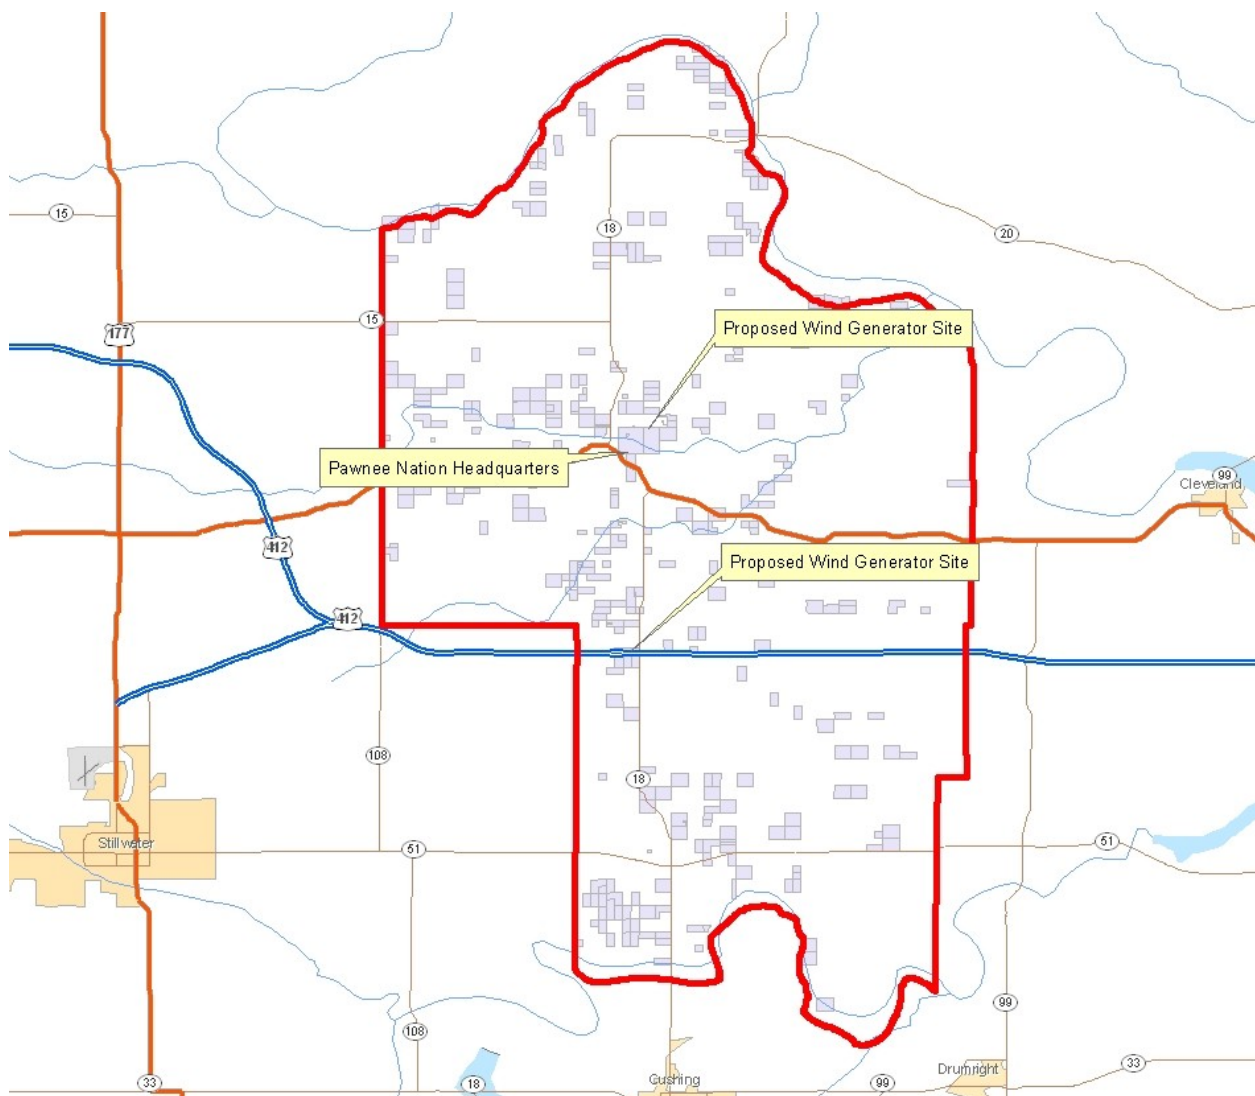 15
20
18
177
15
Proposed Wind Generator Site
Pawnee Nation Headquarters
99
Cleveland
412
Proposed Wind Generator Site
412
108
18
Stillwater
51
51
99
108
33
18
Cushing
99
Drumright
33